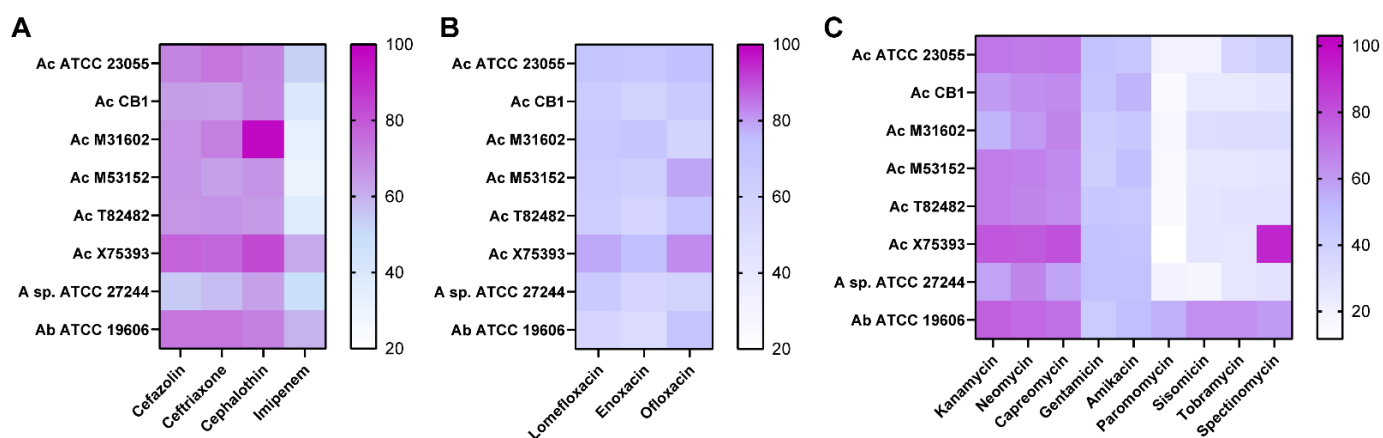 A
Ac ATCC 23055
Ac CB1
Ac M31602
Ac M53152
Ac T82482
Ac X75393
A sp. ATCC 27244
Ab ATCC 19606
Cefazolin
Ceftriaxone
Cephalothin
Imipenem
100
80
60
40
20
B
Ac ATCC 23055
Ac CB1
Ac M31602
Ac M53152
Ac T82482
Ac X75393
A sp. ATCC 27244
Ab ATCC 19606
Lomefloxacin
Enoxacin
Ofloxacin
100
80
60
40
20
C
Ac ATCC 23055
Ac CB1
Ac M31602
Ac M53152
Ac T82482
Ac X75393
A sp. ATCC 27244
Ab ATCC 19606
Kanamycin
Neomycin
Capreomycin
Gentamicin
Amikacin
Paromomycin
Sisomicin
Tobramycin
Spectinomycin
100
80
60
40
20